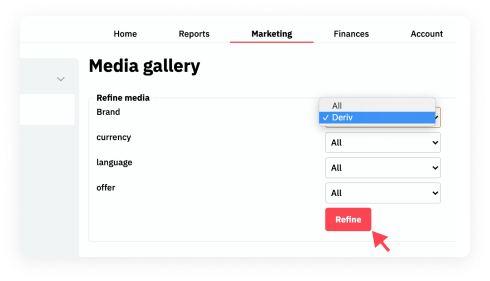 Home Reports Marketing Finances Account
Media gallery
Refine media
Brand
All
✓ Deriv
currency All
language All
offer All
Refine